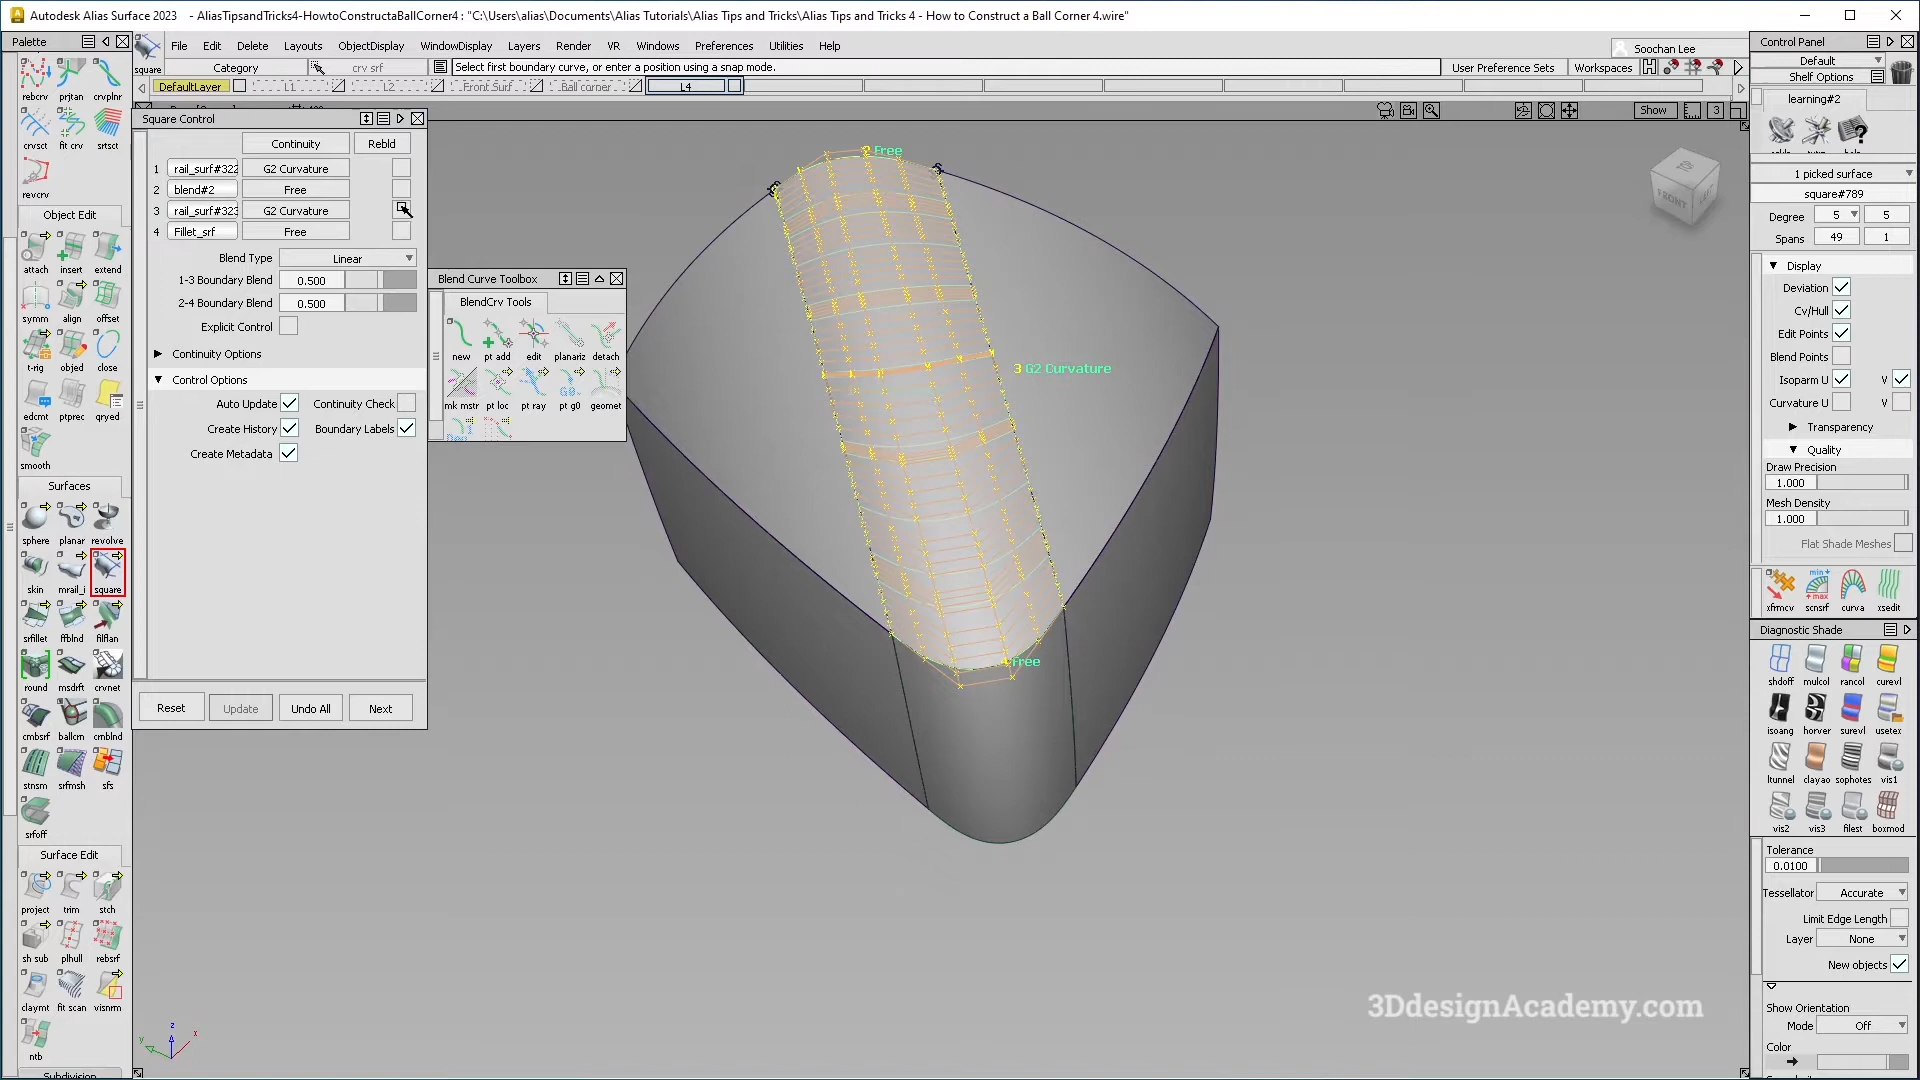 Autodesk Alias Surface 2023 - AliasTipsandTricks4-HowtoConstructaBallCorner4 : "C:\Users\alias\Documents\Alias Tutorials\Alias Tips and Tricks\Alias Tips and Tricks 4 - How to Construct a Ball Corner 4.wire"
Palette
File Edit Delete Layouts ObjectDisplay WindowDisplay Layers Render VR Windows Preferences Utilities Help
Soochan Lee
square Category crv srf Select first boundary curve, or enter a position using a snap mode. User Preference Sets Workspaces
DefaultLayer L1 L2 Front Surf Ball corner L4
Show 3
rebcrv prjtan crvplnr
crvsct fit crv srtsct
revcrv
Object Edit
attach insert extend
symm align offset
t-rig objed close
edcmt ptprec qryed
smooth
Surfaces
sphere planar revolve
skin mrail_i square
srfillet ffblnd filflan
round msdrft crvnet
cmbsrf ballcrn crnblnd
stnsm srfmsh sfs
srfoff
Surface Edit
project trim stch
sh sub plhull rebsrf
claymt fit scan visnrm
ntb
Subdivision
Square Control
Continuity Rebld
1 rail_surf#322 G2 Curvature
2 blend#2 Free
3 rail_surf#323 G2 Curvature
4 Fillet_srf Free
Blend Type Linear
1-3 Boundary Blend 0.500
2-4 Boundary Blend 0.500
Explicit Control
Continuity Options
Control Options
Auto Update Continuity Check
Create History Boundary Labels
Create Metadata
Reset Update Undo All Next
Blend Curve Toolbox
BlendCrv Tools
new pt add edit planariz detach
mk mstr pt loc pt ray pt g0 geomet
2 Free
3 G2 Curvature
4 Free
FRONT LEFT
z
x
y
3DdesignAcademy.com
Control Panel
Default
Shelf Options
learning#2
1 picked surface
square#789
Degree 5 5
Spans 49 1
Display
Deviation
Cv/Hull
Edit Points
Blend Points
Isoparm U V
Curvature U V
Transparency
Quality
Draw Precision
1.000
Mesh Density
1.000
Flat Shade Meshes
xfrmcv scnsrf curva xsedit
Diagnostic Shade
shdoff mulcol rancol curevl
isoang horver surevl usetex
ltunnel clayao sophotes vis1
vis2 vis3 filest boxmod
Tolerance
0.0100
Tessellator Accurate
Limit Edge Length
Layer None
New objects
Show Orientation
Mode Off
Color